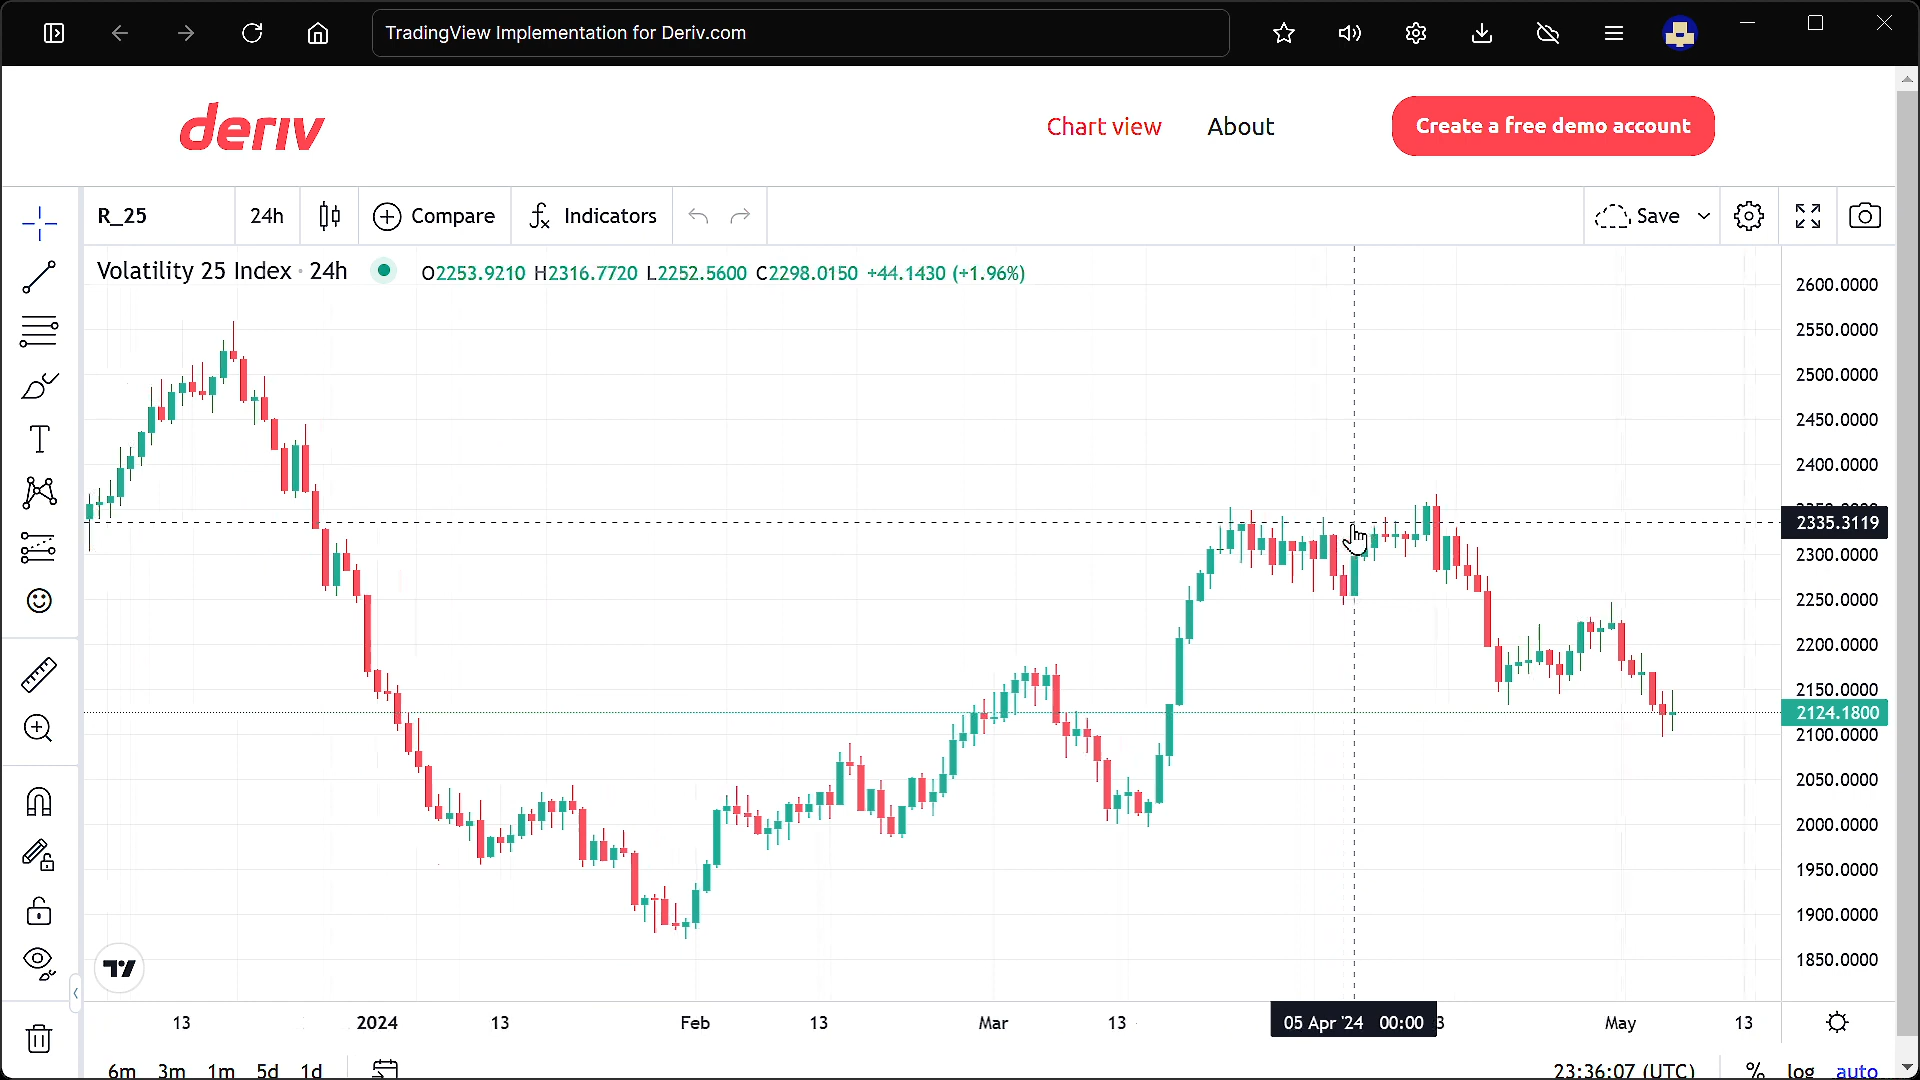 TradingView Implementation for Deriv.com
deriv
Chart view
About
Create a free demo account
R_25
24h
Compare
Indicators
Save
Volatility 25 Index · 24h
O2253.9210 H2316.7720 L2252.5600 C2298.0150 +44.1430 (+1.96%)
2600.0000
2550.0000
2500.0000
2450.0000
2400.0000
2335.3119
2300.0000
2250.0000
2200.0000
2150.0000
2124.1800
2100.0000
2050.0000
2000.0000
1950.0000
1900.0000
1850.0000
13
2024
13
Feb
13
Mar
13
05 Apr '24 00:00
3
May
13
6m 3m 1m 5d 1d
23:36:07 (UTC)
% log auto